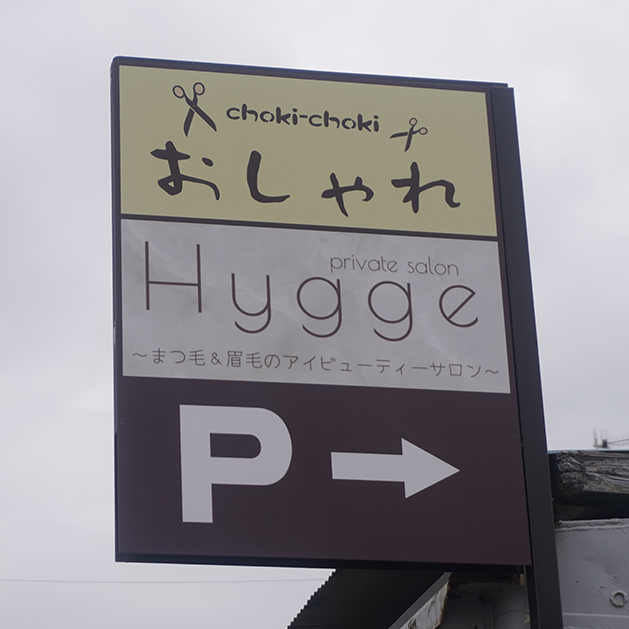 choki-choki
おしゃれ
private salon
Hygge
～まつ毛＆眉毛のアイビューティーサロン～
P→